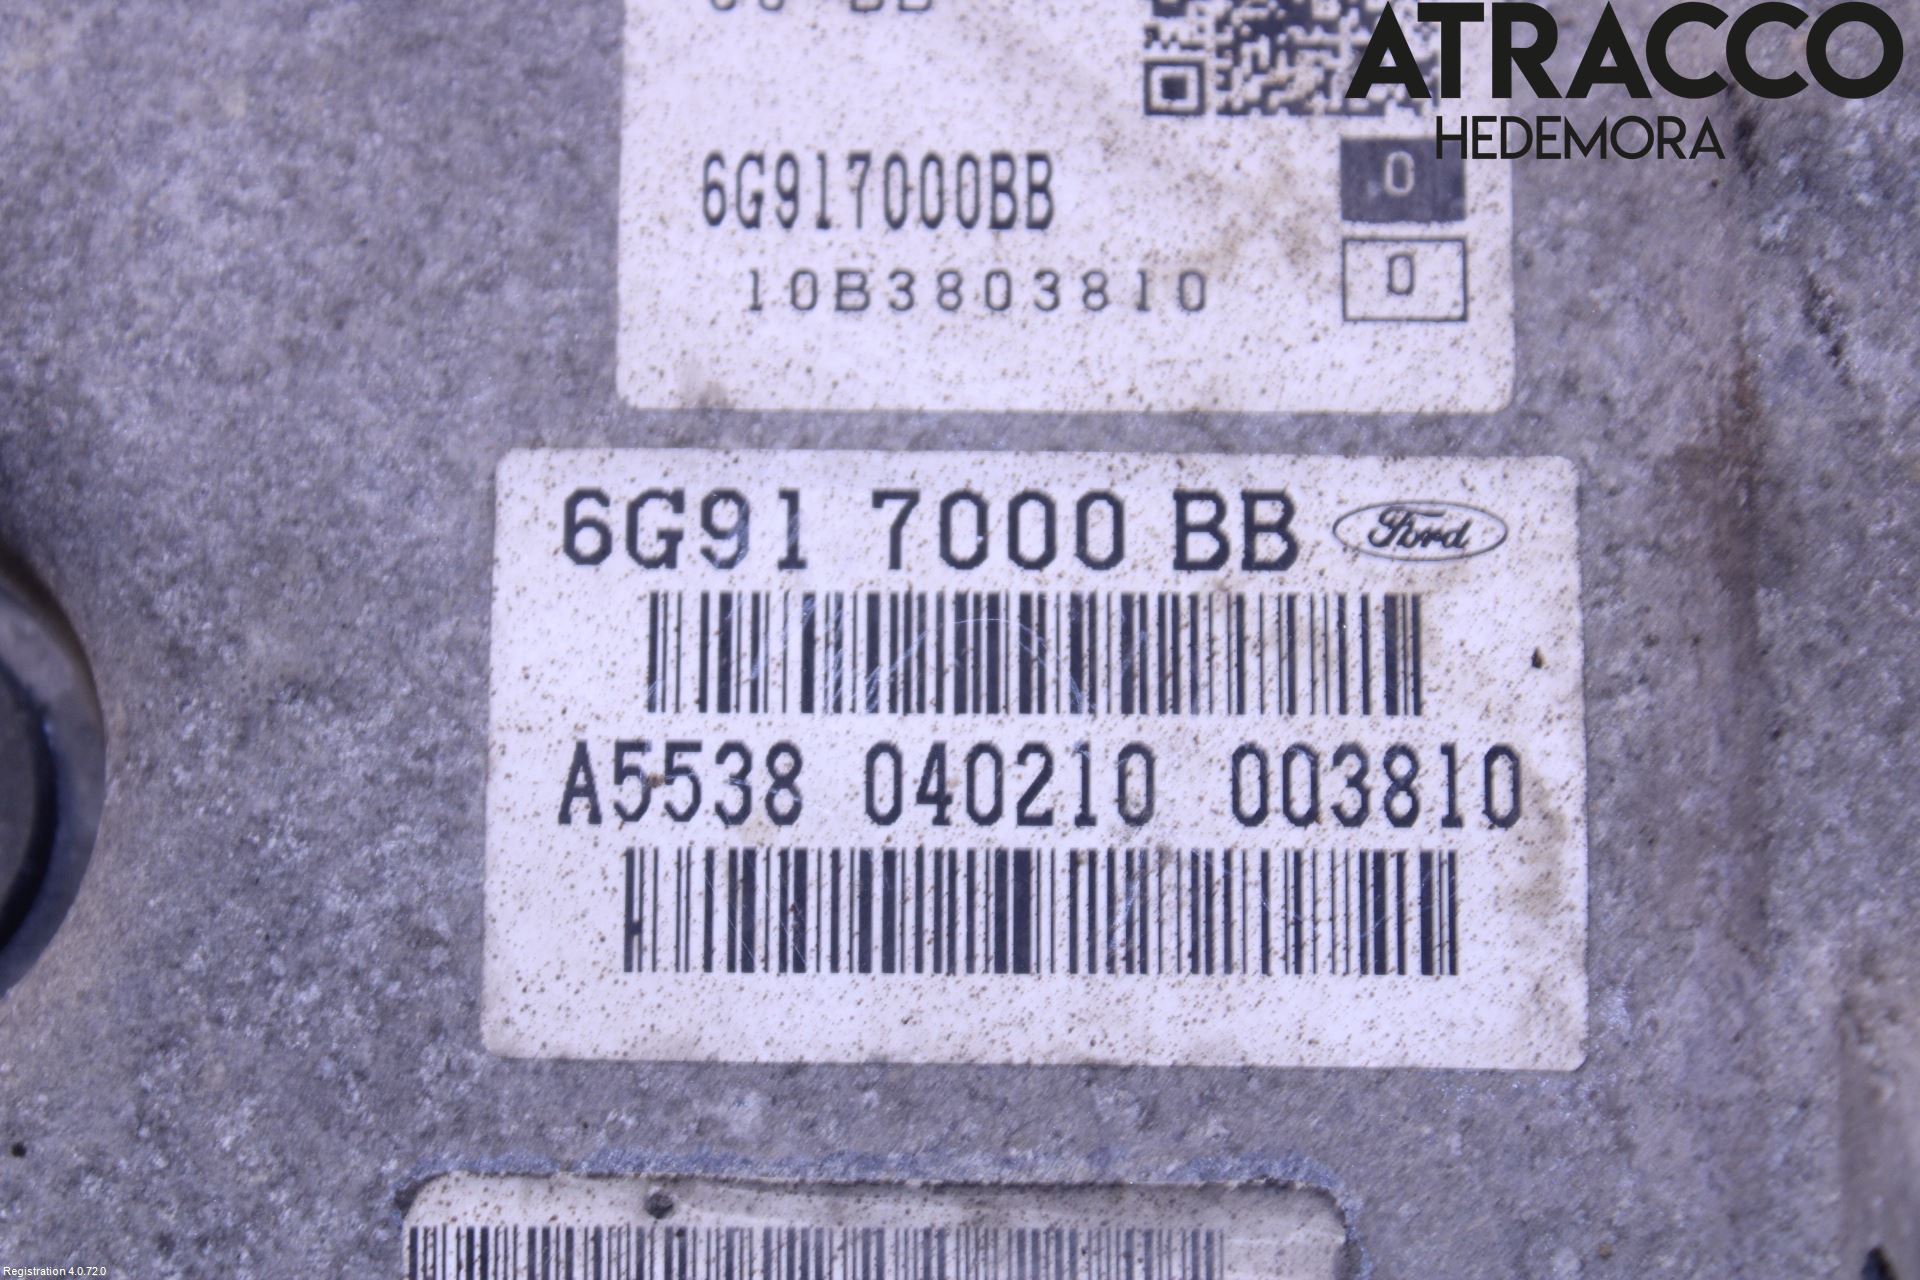 ATRACCO
HEDEMORA
6G917000BB
0
10B3803810
0
6G91 7000 BB Ford
A5538 040210 003810
Registration 4.0.72.0